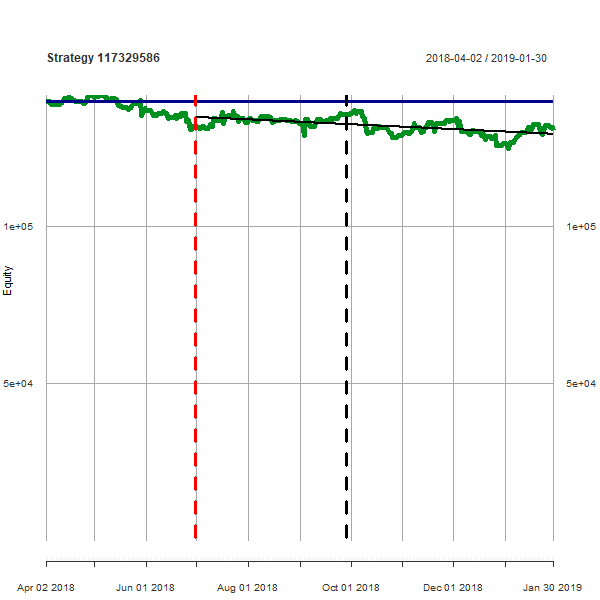 Strategy 117329586 2018-04-02 / 2019-01-30
1e+05 1e+05
Equity
5e+04 5e+04
Apr 02 2018 Jun 01 2018 Aug 01 2018 Oct 01 2018 Dec 01 2018 Jan 30 2019